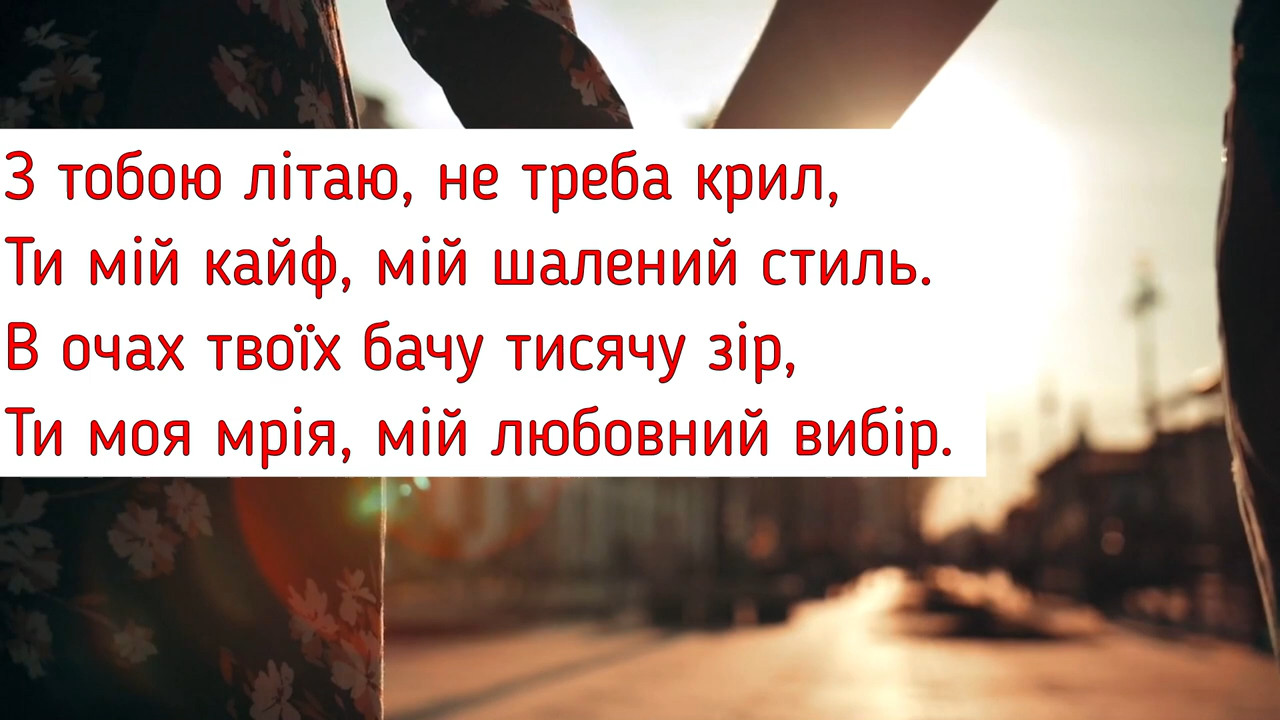 З тобою літаю, не треба крил,
Ти мій кайф, мій шалений стиль.
В очах твоїх бачу тисячу зір,
Ти моя мрія, мій любовний вибір.